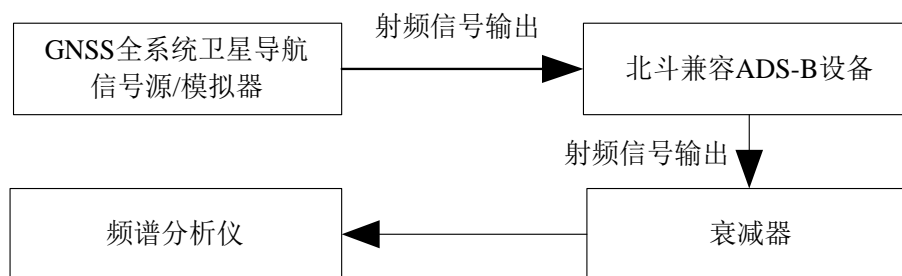 射频信号输出
GNSS全系统卫星导航
信号源/模拟器
北斗兼容ADS-B设备
射频信号输出
频谱分析仪
衰减器